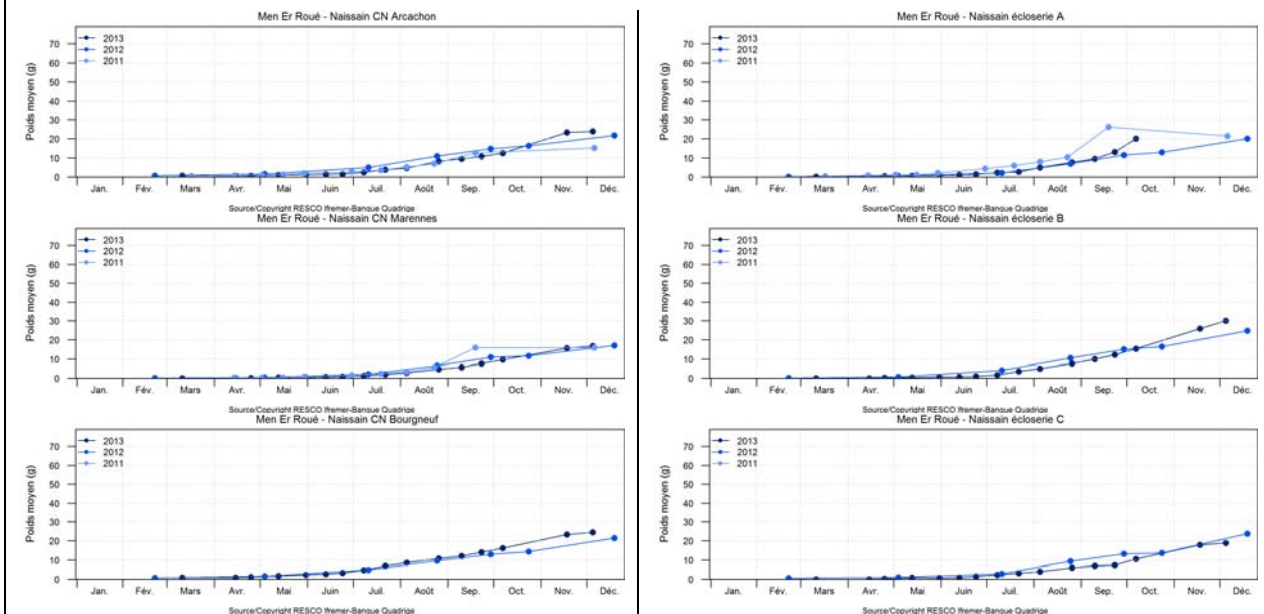 Men Er Roué - Naissain CN Arcachon
Poids moyen (g)
70
60
50
40
30
20
10
0
2013
2012
2011
Jan. Fév. Mars Avr. Mai Juin Juil. Août Sep. Oct. Nov. Déc.
Source/Copyright RESCO Ifremer-Banque Quadrige
Men Er Roué - Naissain CN Marennes
Poids moyen (g)
70
60
50
40
30
20
10
0
2013
2012
2011
Jan. Fév. Mars Avr. Mai Juin Juil. Août Sep. Oct. Nov. Déc.
Source/Copyright RESCO Ifremer-Banque Quadrige
Men Er Roué - Naissain CN Bourgneuf
Poids moyen (g)
70
60
50
40
30
20
10
0
2013
2012
2011
Jan. Fév. Mars Avr. Mai Juin Juil. Août Sep. Oct. Nov. Déc.
Source/Copyright RESCO Ifremer-Banque Quadrige
Men Er Roué - Naissain écloserie A
Poids moyen (g)
70
60
50
40
30
20
10
0
2013
2012
2011
Jan. Fév. Mars Avr. Mai Juin Juil. Août Sep. Oct. Nov. Déc.
Source/Copyright RESCO Ifremer-Banque Quadrige
Men Er Roué - Naissain écloserie B
Poids moyen (g)
70
60
50
40
30
20
10
0
2013
2012
2011
Jan. Fév. Mars Avr. Mai Juin Juil. Août Sep. Oct. Nov. Déc.
Source/Copyright RESCO Ifremer-Banque Quadrige
Men Er Roué - Naissain écloserie C
Poids moyen (g)
70
60
50
40
30
20
10
0
2013
2012
2011
Jan. Fév. Mars Avr. Mai Juin Juil. Août Sep. Oct. Nov. Déc.
Source/Copyright RESCO Ifremer-Banque Quadrige